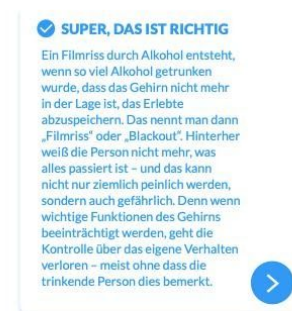 SUPER, DAS IST RICHTIG
Ein Filmriss durch Alkohol entsteht,
wenn so viel Alkohol getrunken
wurde, dass das Gehirn nicht mehr
in der Lage ist, das Erlebte
abzuspeichern. Das nennt man dann
„Filmriss“ oder „Blackout“. Hinterher
weiß die Person nicht mehr, was
alles passiert ist – und das kann
nicht nur ziemlich peinlich werden,
sondern auch gefährlich. Denn wenn
wichtige Funktionen des Gehirns
beeinträchtigt werden, geht die
Kontrolle über das eigene Verhalten
verloren – meist ohne dass die
trinkende Person dies bemerkt.